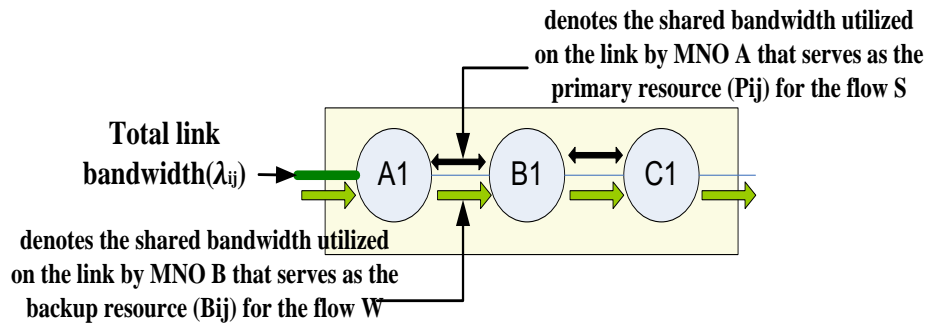 denotes the shared bandwidth utilized
on the link by MNO A that serves as the
primary resource (Pij) for the flow S
Total link
bandwidth(λij)
A1
B1
C1
denotes the shared bandwidth utilized
on the link by MNO B that serves as the
backup resource (Bij) for the flow W